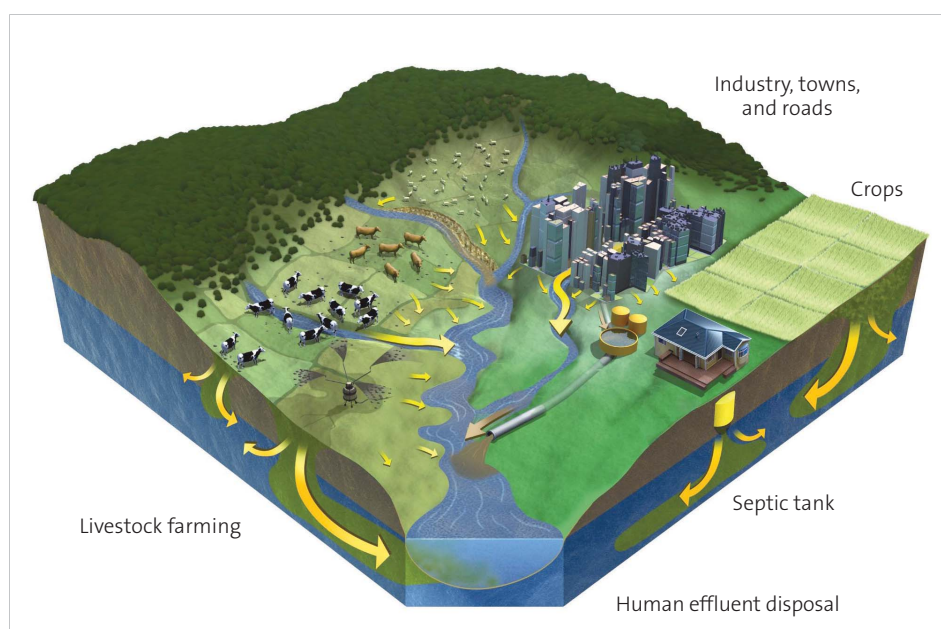 Industry, towns,
and roads
Crops
Septic tank
Livestock farming
Human effluent disposal